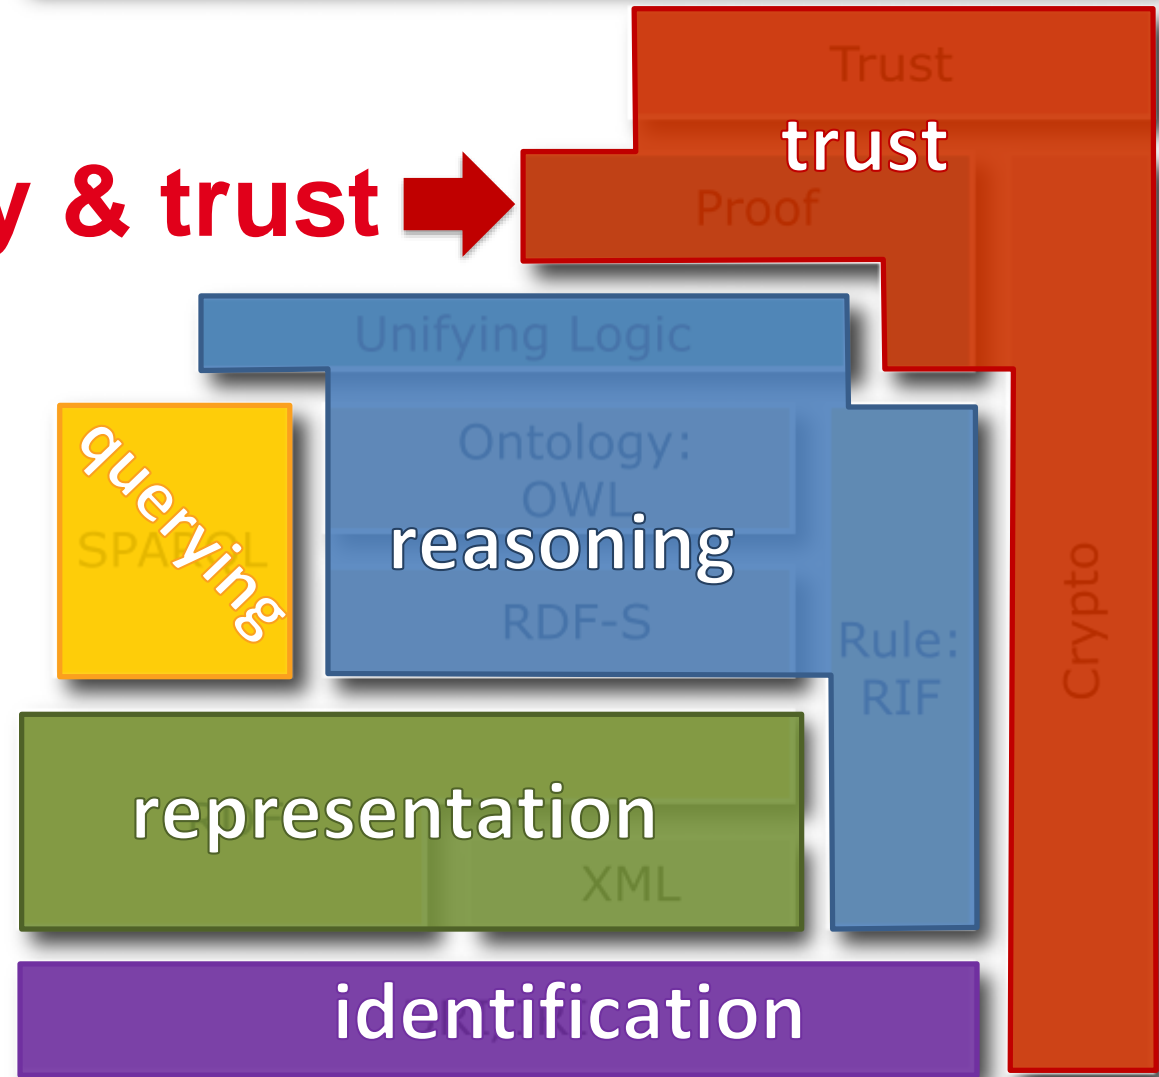 Trust
trust
y & trust
Proof
Unifying Logic
Ontology:
OWL
querying
reasoning
RDF-S
Rule:
RIF
Crypto
representation
XML
identification